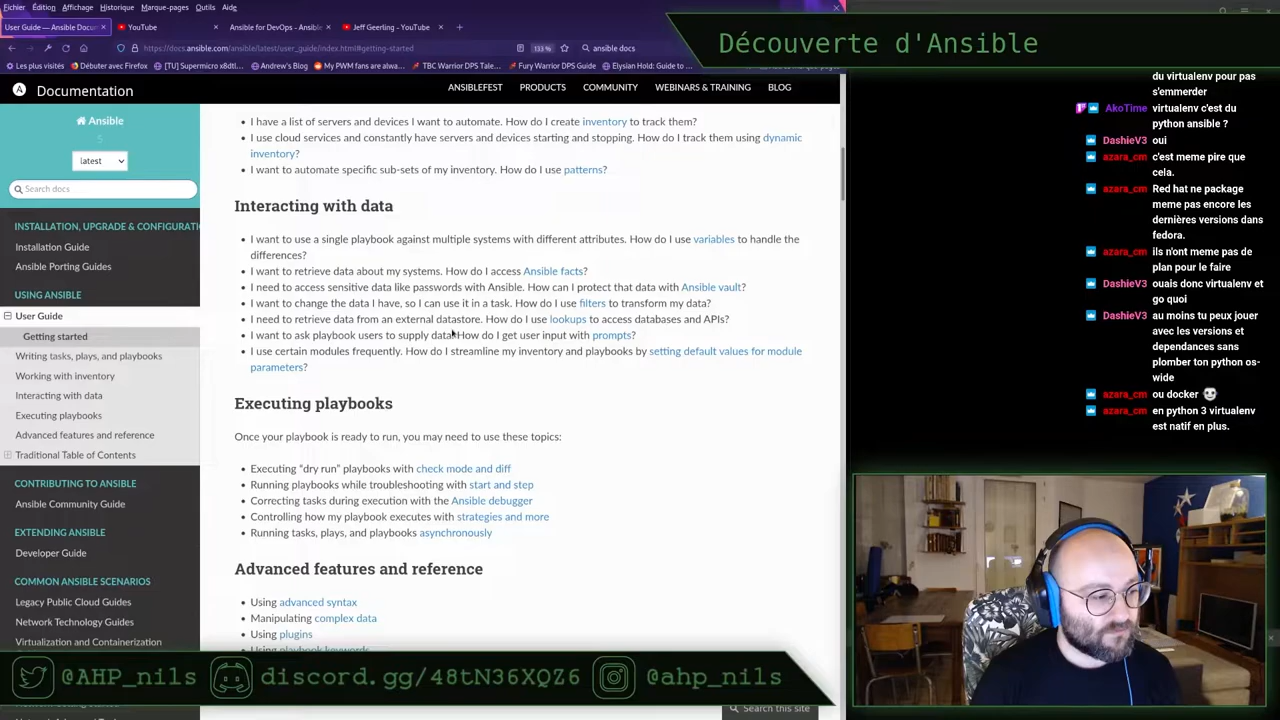 Fichier Édition Affichage Historique Marque-pages Outils Aide
User Guide — Ansible Docu
YouTube
Ansible for DevOps - Ansible
Jeff Geerling - YouTube
https://docs.ansible.com/ansible/latest/user_guide/index.html#getting-started
133 %
ansible docs
Les plus visités
Débuter avec Firefox
[TU] Supermicro x8dtl...
Andrew's Blog
My PWM fans are alwa...
TBC Warrior DPS Tale...
Fury Warrior DPS Guide
Elysian Hold: Guide to ...
Découverte d'Ansible
Documentation
ANSIBLEFEST
PRODUCTS
COMMUNITY
WEBINARS & TRAINING
BLOG
Ansible
5
latest
Search docs
INSTALLATION, UPGRADE & CONFIGURATI
Installation Guide
Ansible Porting Guides
USING ANSIBLE
User Guide
Getting started
Writing tasks, plays, and playbooks
Working with inventory
Interacting with data
Executing playbooks
Advanced features and reference
Traditional Table of Contents
CONTRIBUTING TO ANSIBLE
Ansible Community Guide
EXTENDING ANSIBLE
Developer Guide
COMMON ANSIBLE SCENARIOS
Legacy Public Cloud Guides
Network Technology Guides
Virtualization and Containerization
I have a list of servers and devices I want to automate. How do I create inventory to track them?
I use cloud services and constantly have servers and devices starting and stopping. How do I track them using dynamic
inventory?
I want to automate specific sub-sets of my inventory. How do I use patterns?
Interacting with data
I want to use a single playbook against multiple systems with different attributes. How do I use variables to handle the
differences?
I want to retrieve data about my systems. How do I access Ansible facts?
I need to access sensitive data like passwords with Ansible. How can I protect that data with Ansible vault?
I want to change the data I have, so I can use it in a task. How do I use filters to transform my data?
I need to retrieve data from an external datastore. How do I use lookups to access databases and APIs?
I want to ask playbook users to supply data. How do I get user input with prompts?
I use certain modules frequently. How do I streamline my inventory and playbooks by setting default values for module
parameters?
Executing playbooks
Once your playbook is ready to run, you may need to use these topics:
Executing “dry run” playbooks with check mode and diff
Running playbooks while troubleshooting with start and step
Correcting tasks during execution with the Ansible debugger
Controlling how my playbook executes with strategies and more
Running tasks, plays, and playbooks asynchronously
Advanced features and reference
Using advanced syntax
Manipulating complex data
Using plugins
Using playbook keywords
Search this site
du virtualenv pour pas
s'emmerder
AkoTime virtualenv c'est du
python ansible ?
DashieV3 oui
azara_cm c'est meme pire que
cela.
azara_cm Red hat ne package
meme pas encore les
dernières versions dans
fedora.
azara_cm ils n'ont meme pas de
plan pour le faire
azara_cm ouais donc virtualenv et
go quoi
DashieV3 au moins tu peux jouer
avec les versions et
dependances sans
plomber ton python os-
wide
azara_cm ou docker
azara_cm en python 3 virtualenv
est natif en plus.
@AHP_nils
discord.gg/48tN36XQZ6
@ahp_nils